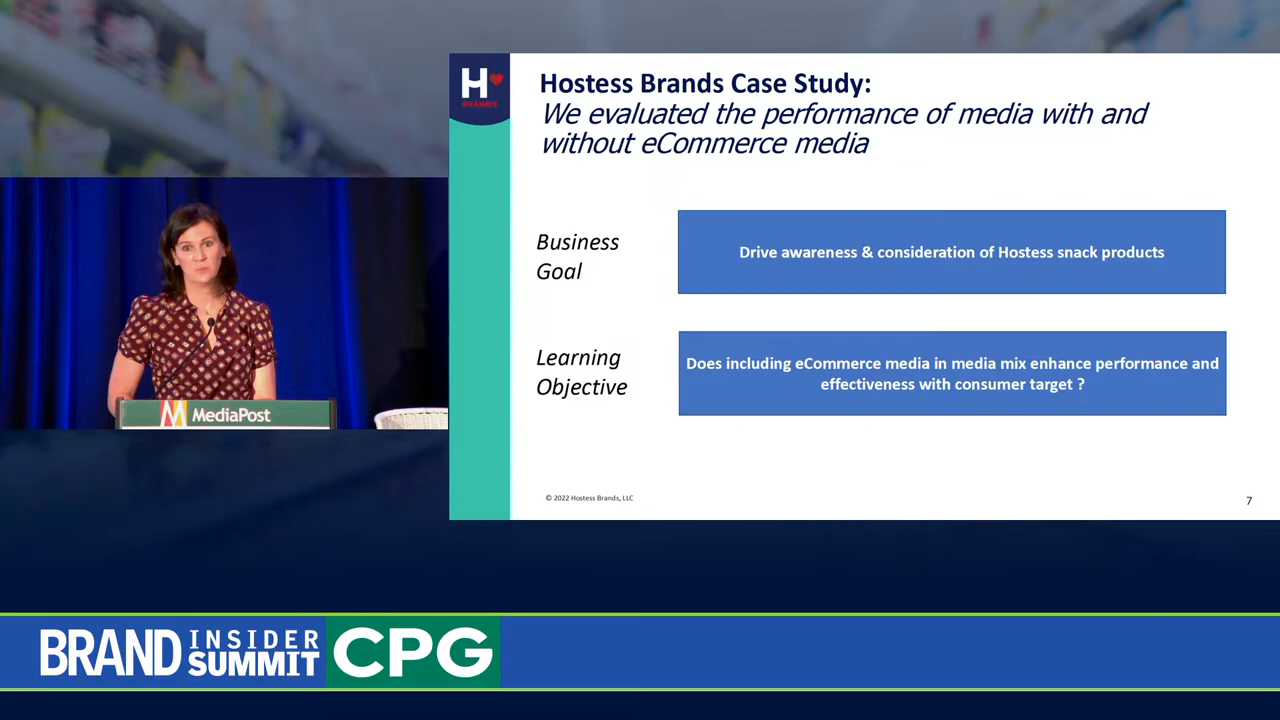 H
BRANDS
Hostess Brands Case Study:
We evaluated the performance of media with and
without eCommerce media
Business
Goal
Drive awareness & consideration of Hostess snack products
Learning
Objective
Does including eCommerce media in media mix enhance performance and
effectiveness with consumer target ?
© 2022 Hostess Brands, LLC
7
MediaPost
BRAND INSIDER SUMMIT CPG